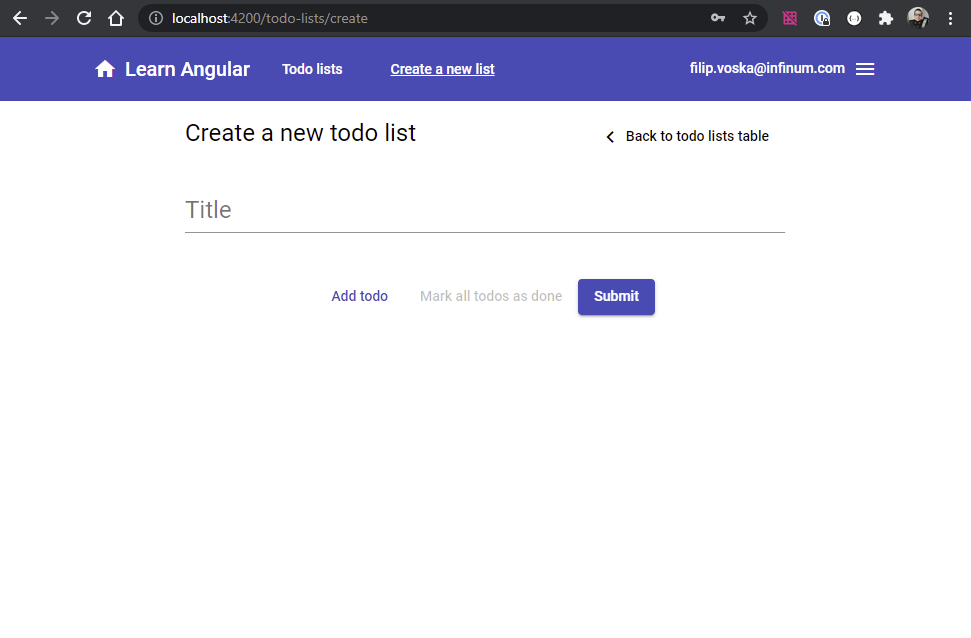 localhost:4200/todo-lists/create
Learn Angular Todo lists Create a new list filip.voska@infinum.com
Create a new todo list Back to todo lists table
Title
Add todo Mark all todos as done Submit